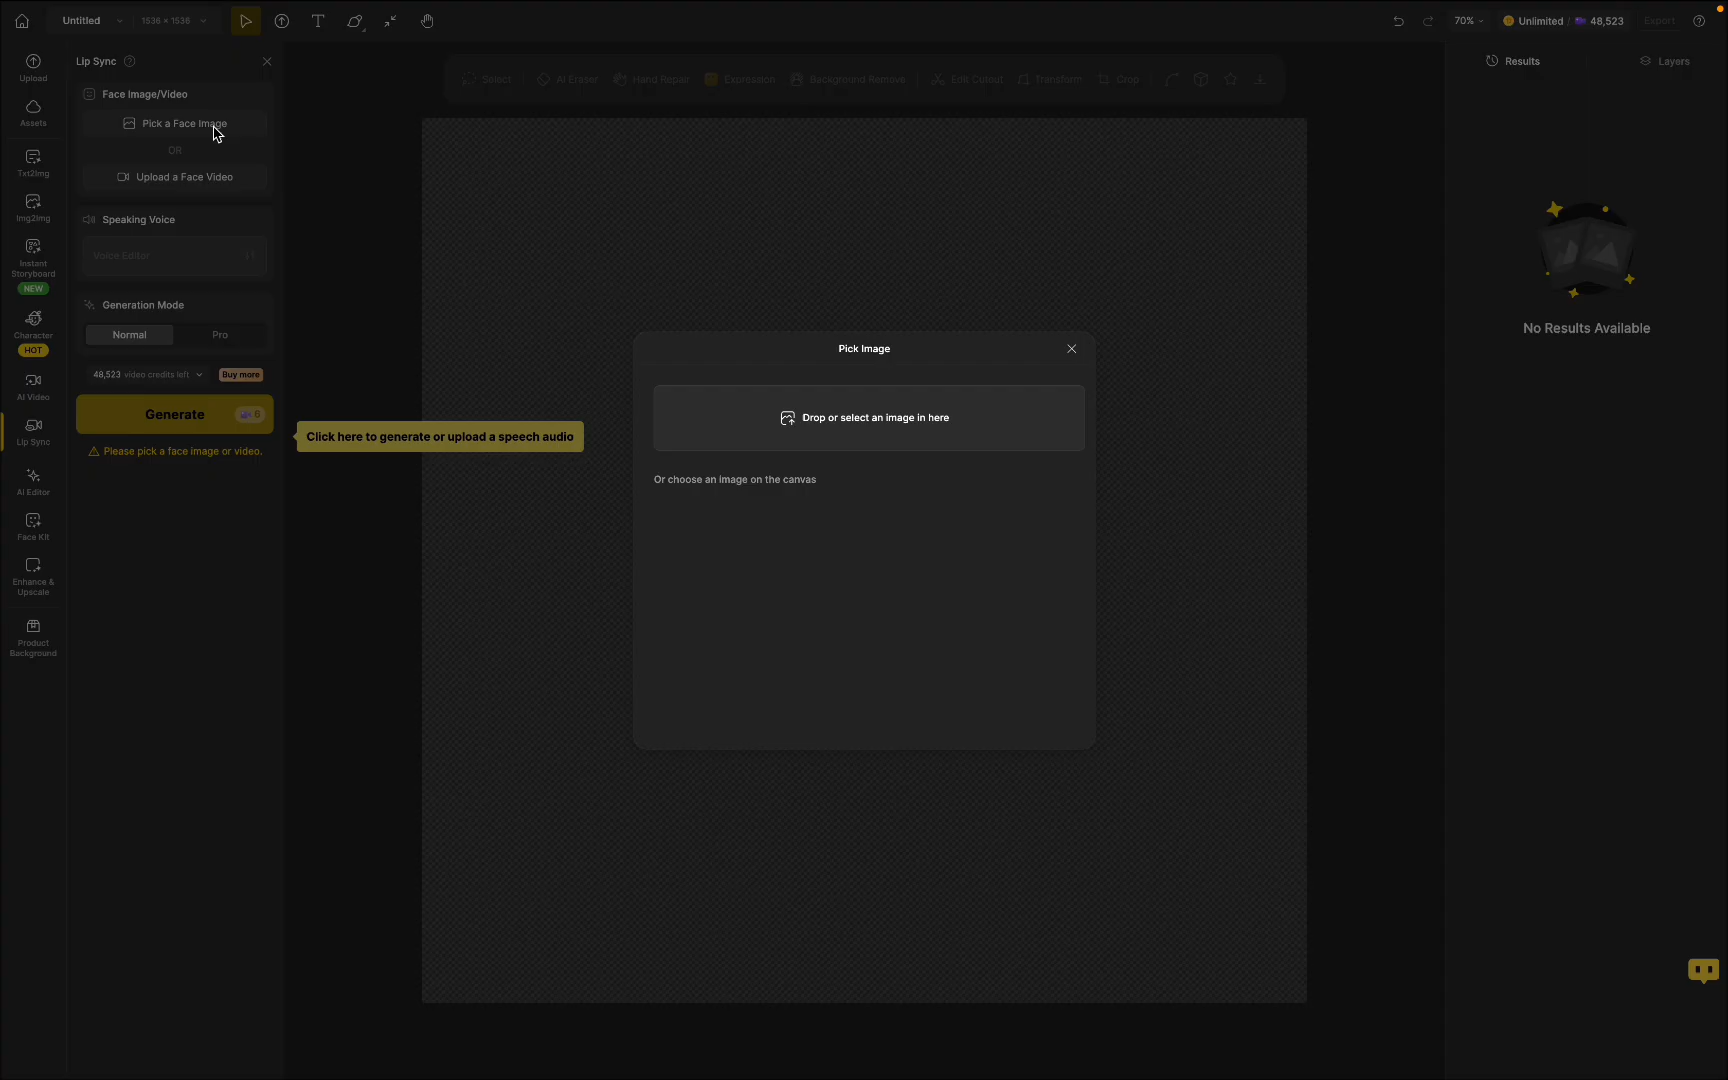 Untitled
1536 × 1536
70%
Unlimited / 48,523
Export
Upload
Assets
Txt2Img
Img2Img
Instant
Storyboard
NEW
Character
HOT
AI Video
Lip Sync
AI Editor
Face Kit
Enhance &
Upscale
Product
Background
Lip Sync
Face Image/Video
Pick a Face Image
OR
Upload a Face Video
Speaking Voice
Voice Editor
Generation Mode
Normal
Pro
48,523 video credits left
Buy more
Generate
6
Please pick a face image or video.
Click here to generate or upload a speech audio
Select
AI Eraser
Hand Repair
Expression
Background Remove
Edit Cutout
Transform
Crop
Pick Image
Drop or select an image in here
Or choose an image on the canvas
Results
Layers
No Results Available